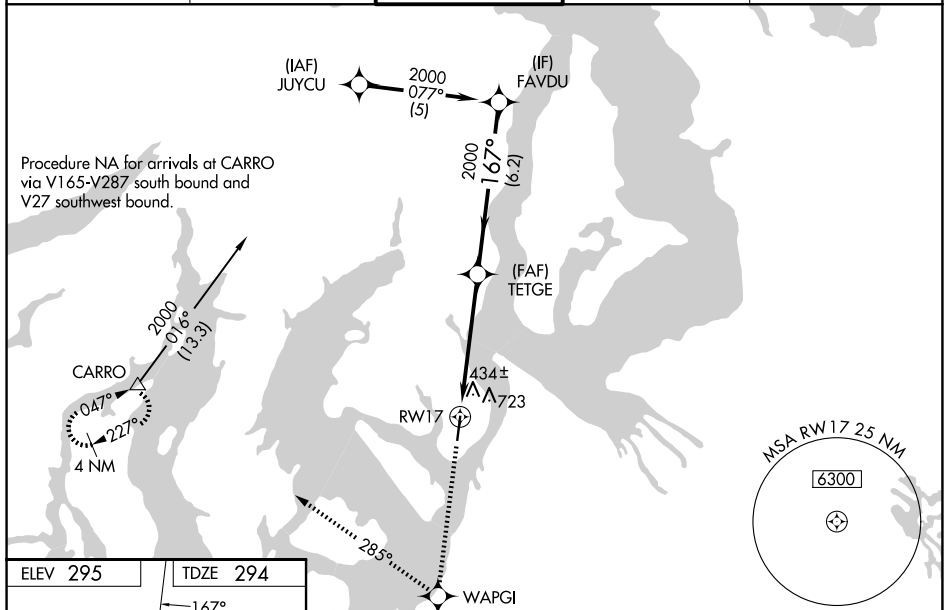 (IAF)
JUYCU
2000
077°
(5)
(IF)
FAVDU
2000
167°
(6.2)
Procedure NA for arrivals at CARRO
via V165-V287 south bound and
V27 southwest bound.
(FAF)
TETGE
2000
016°
(13.3)
CARRO
047°
227°
4 NM
434±
723
RW17
MSA RW17 25 NM
6300
285°
WAPGI
ELEV 295
TDZE 294
167°